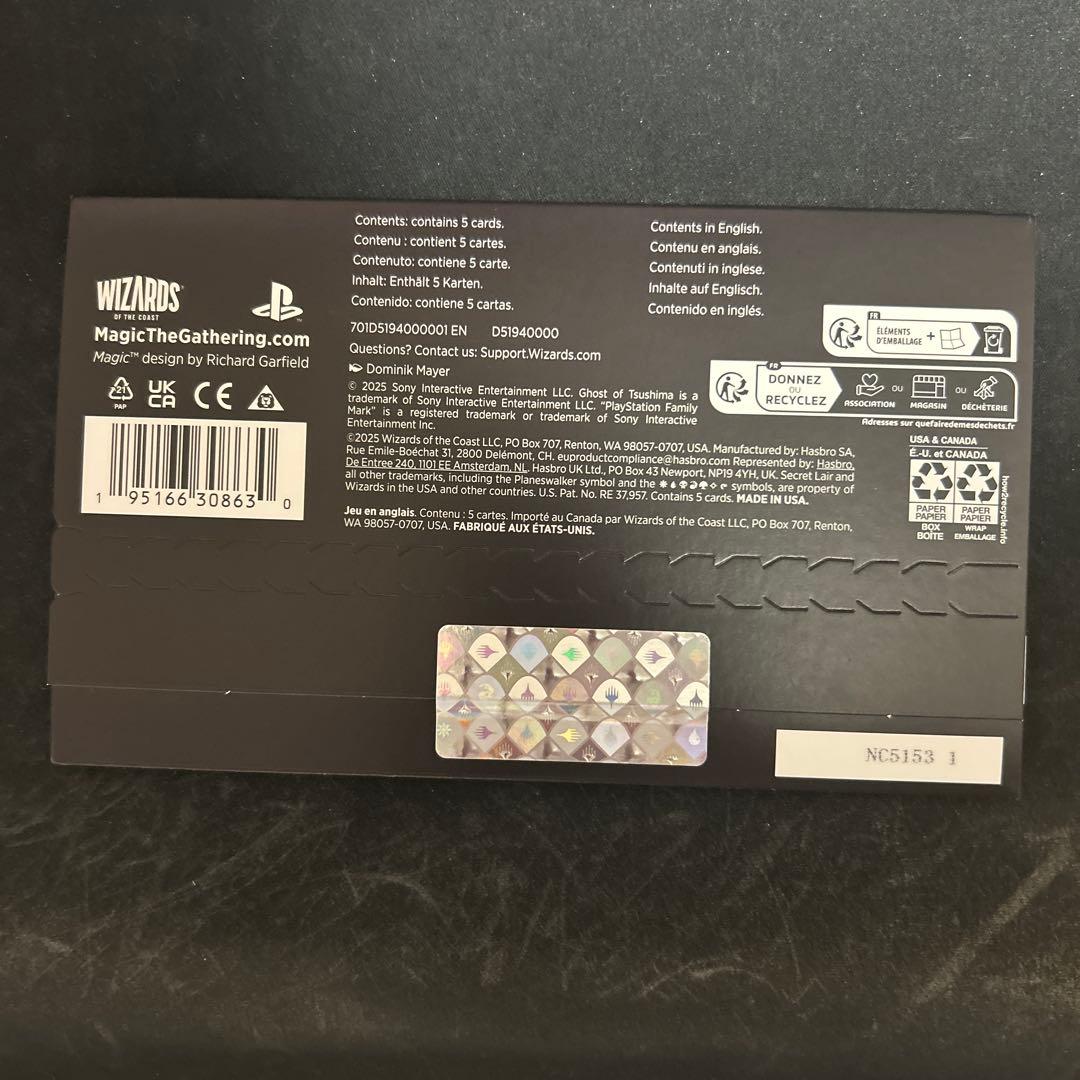 Contents: contains 5 cards.
Contenu : contient 5 cartes.
Contenuto: contiene 5 carte.
Inhalt: Enthält 5 Karten.
Contenido: contiene 5 cartas.
Contents in English.
Contenu en anglais.
Contenuti in inglese.
Inhalte auf Englisch.
Contenido en inglés.
WIZARDS
OF THE COAST
MagicTheGathering.com
Magic™ design by Richard Garfield
21
PAP
UK
CA
CE
1 95166 30863 0
701D5194000001 EN D51940000
Questions? Contact us: Support.Wizards.com
Dominik Mayer
© 2025 Sony Interactive Entertainment LLC. Ghost of Tsushima is a
trademark of Sony Interactive Entertainment LLC. "PlayStation Family
Mark" is a registered trademark or trademark of Sony Interactive
Entertainment Inc.
©2025 Wizards of the Coast LLC, PO Box 707, Renton, WA 98057-0707, USA. Manufactured by: Hasbro SA,
Rue Emile-Boéchat 31, 2800 Delémont, CH. euproductcompliance@hasbro.com Represented by: Hasbro,
De Entree 240, 1101 EE Amsterdam, NL. Hasbro UK Ltd., PO Box 43 Newport, NP19 4YH, UK. Secret Lair and
all other trademarks, including the Planeswalker symbol and the symbols, are property of
Wizards in the USA and other countries. U.S. Pat. No. RE 37,957. Contains 5 cards. MADE IN USA.
Jeu en anglais. Contenu : 5 cartes. Importé au Canada par Wizards of the Coast LLC, PO Box 707, Renton,
WA 98057-0707, USA. FABRIQUÉ AUX ÉTATS-UNIS.
FR
ÉLÉMENTS
D'EMBALLAGE +
FR
DONNEZ
OU
RECYCLEZ
ASSOCIATION OU MAGASIN OU DÉCHÈTERIE
Adresses sur quefairedemesdechets.fr
USA & CANADA
É.-U. et CANADA
PAPER
PAPIER
BOX
BOÎTE
PAPER
PAPIER
WRAP
EMBALLAGE
how2recycle.info
NC5153 1